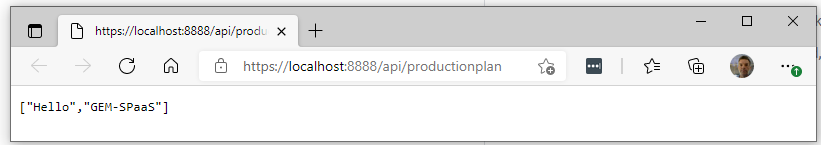 https://localhost:8888/api/produ
https://localhost:8888/api/productionplan
["Hello","GEM-SPaaS"]